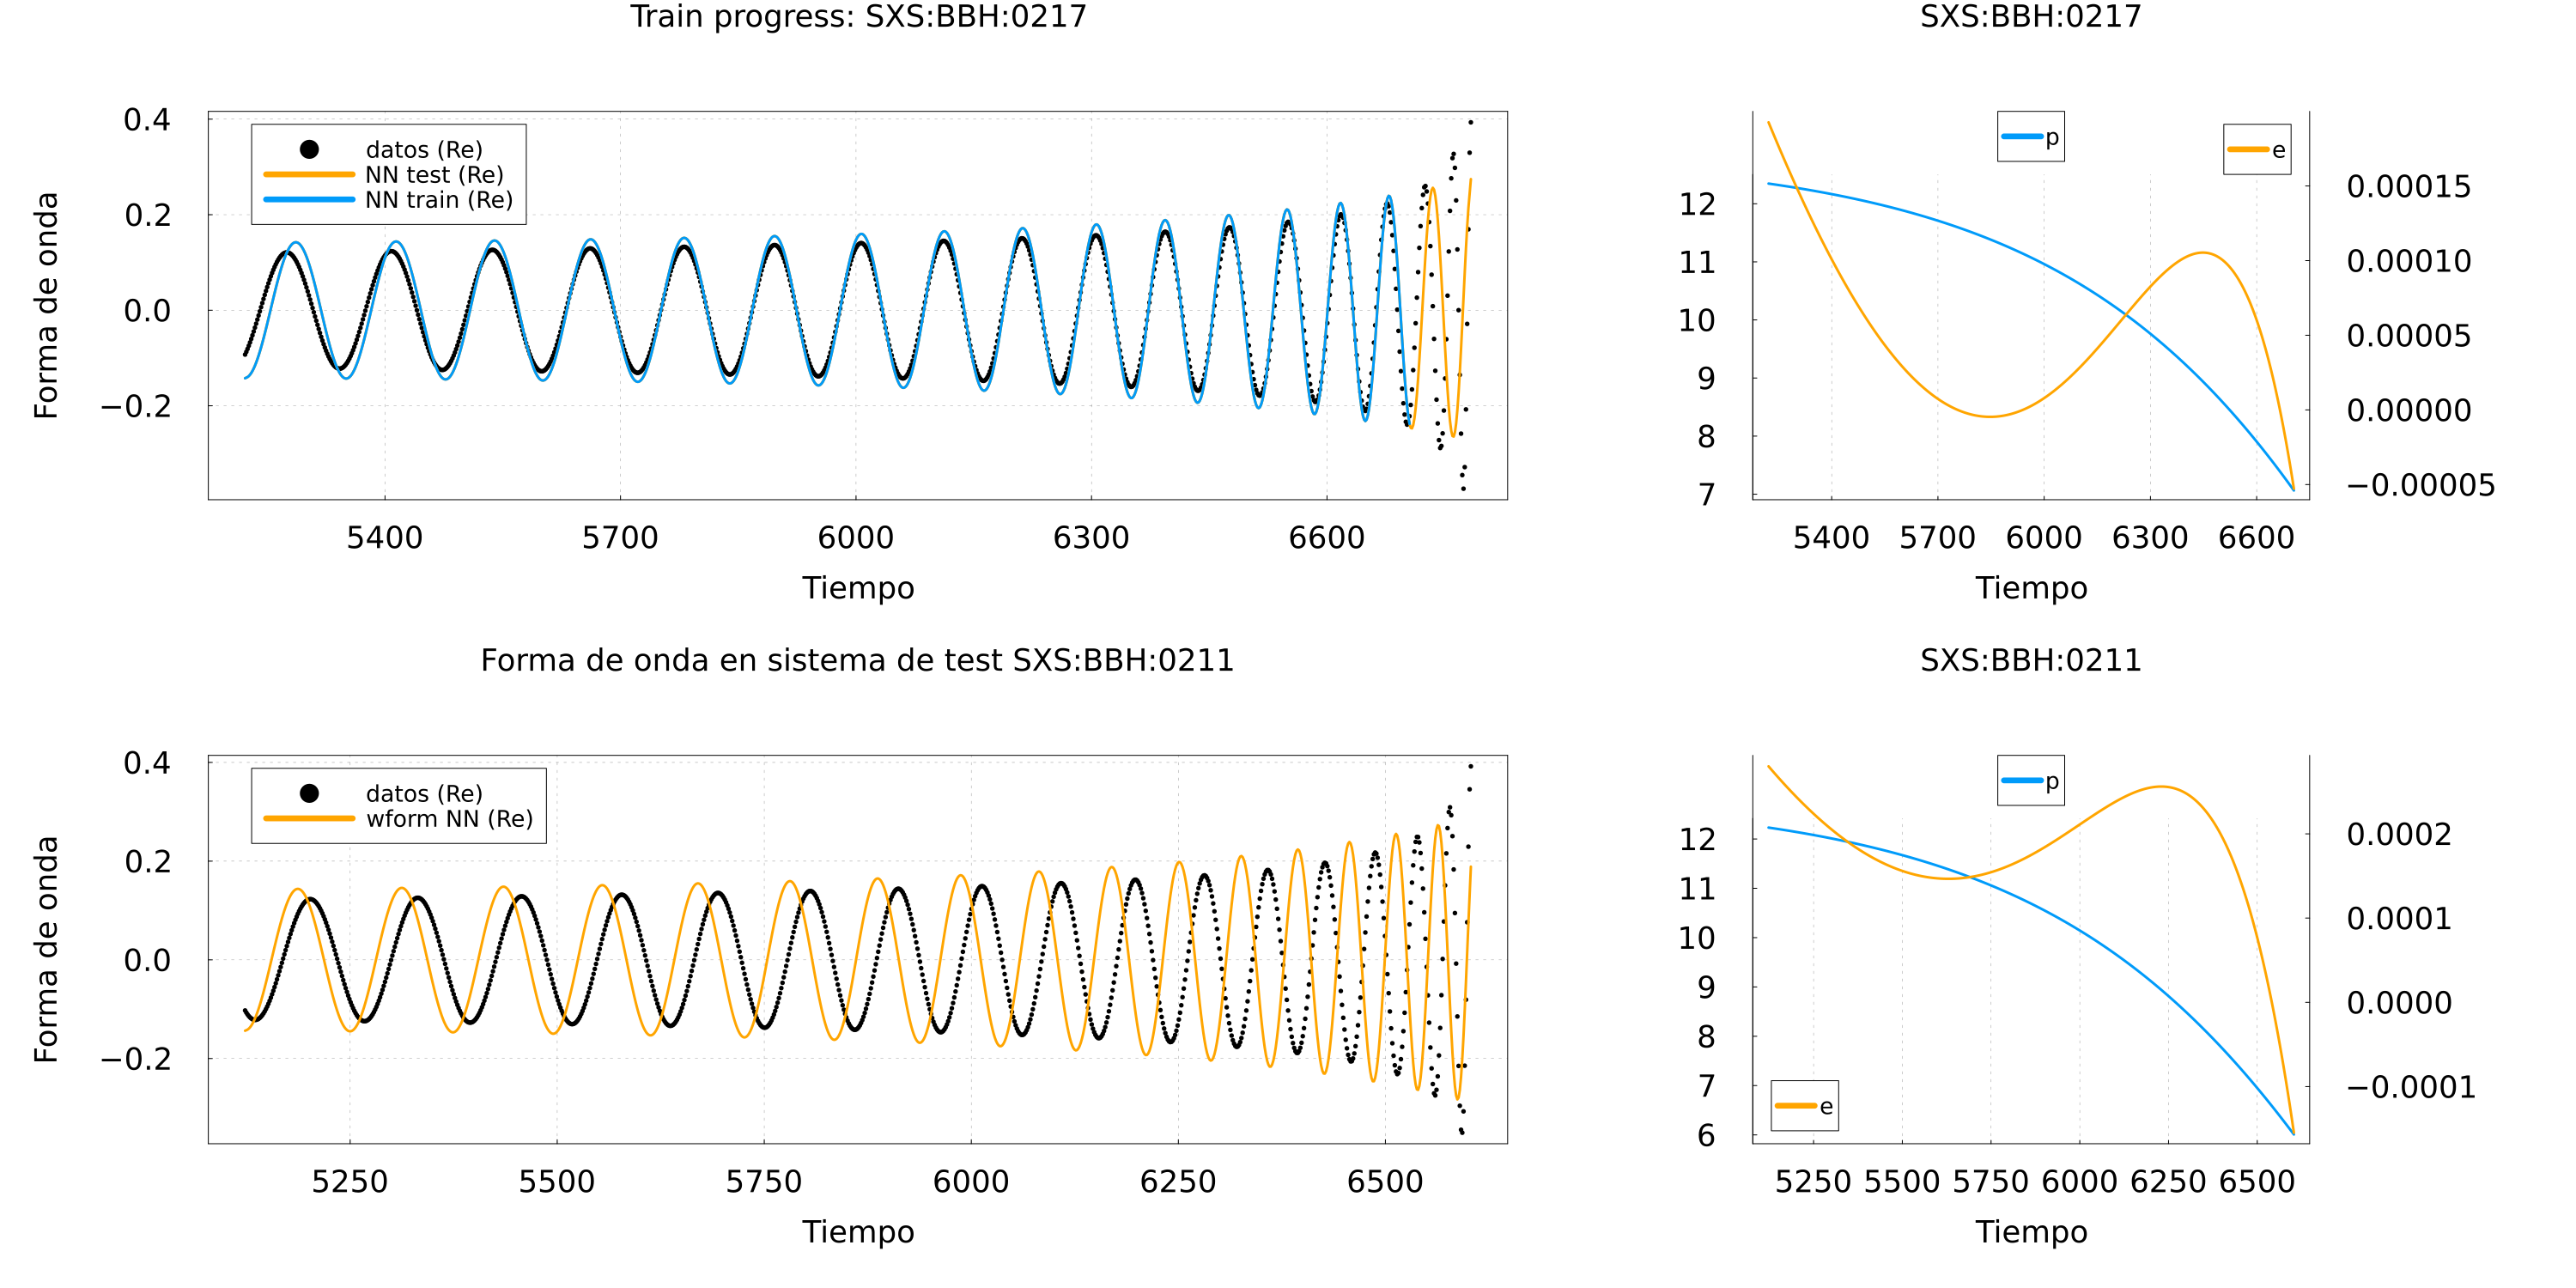 Train progress: SXS:BBH:0217
Forma de onda
0.4
0.2
0.0
−0.2
datos (Re)
NN test (Re)
NN train (Re)
5400 5700 6000 6300 6600
Tiempo
SXS:BBH:0217
12
11
10
9
8
7
p
e
0.00015
0.00010
0.00005
0.00000
−0.00005
5400 5700 6000 6300 6600
Tiempo
Forma de onda en sistema de test SXS:BBH:0211
Forma de onda
0.4
0.2
0.0
−0.2
datos (Re)
wform NN (Re)
5250 5500 5750 6000 6250 6500
Tiempo
SXS:BBH:0211
12
11
10
9
8
7
6
p
e
0.0002
0.0001
0.0000
−0.0001
5250 5500 5750 6000 6250 6500
Tiempo